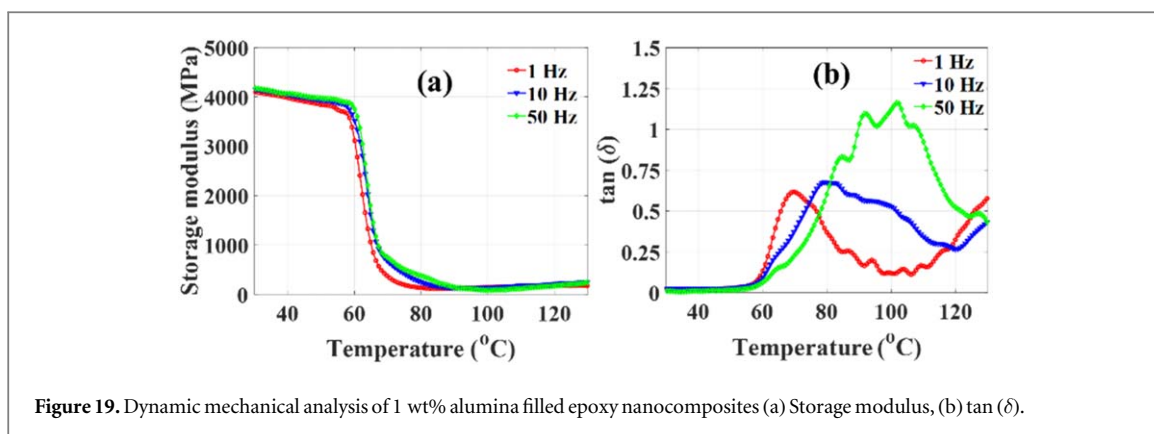 5000
4000
3000
2000
1000
0
Storage modulus (MPa)
(a)
1 Hz
10 Hz
50 Hz
40 60 80 100 120
Temperature (°C)
1.5
1.25
1
0.75
0.5
0.25
0
tan (δ)
(b)
1 Hz
10 Hz
50 Hz
40 60 80 100 120
Temperature (°C)
Figure 19. Dynamic mechanical analysis of 1 wt% alumina filled epoxy nanocomposites (a) Storage modulus, (b) tan (δ).